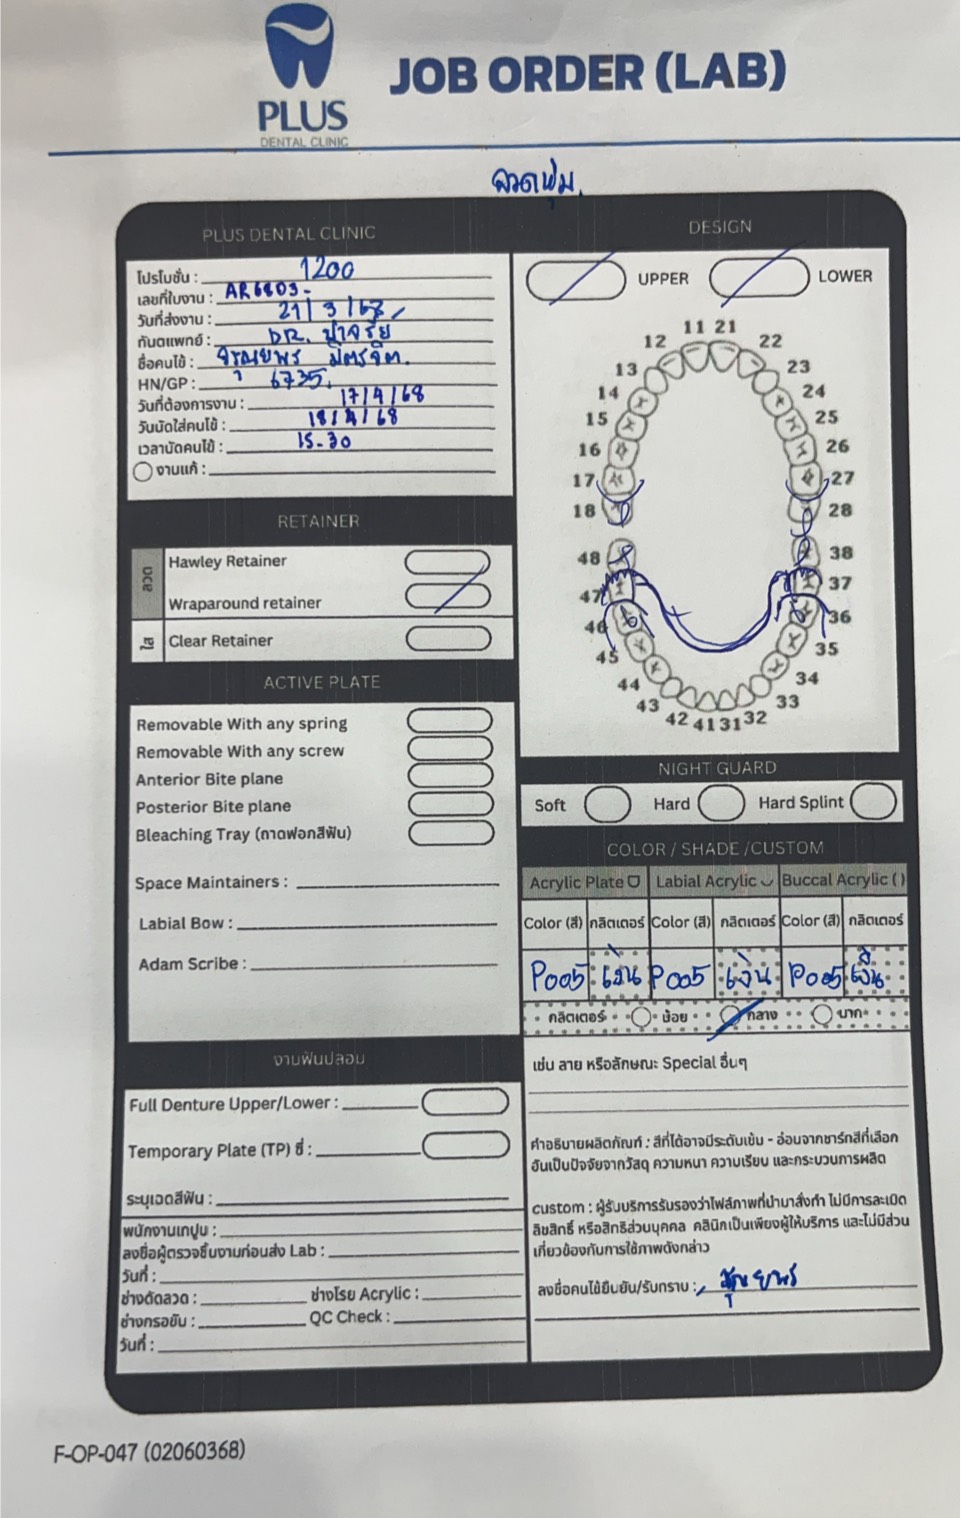 PLUS
DENTAL CLINIC
JOB ORDER (LAB)
ลวดหุ้ม
PLUS DENTAL CLINIC
โปรโมชั่น : 1200
เลขที่ใบงาน : AR6803-
วันที่ส่งงาน : 21/3/68
ทันตแพทย์ : DR. ปาจรีย์
ชื่อคนไข้ :
HN/GP : 6735
วันที่ต้องการงาน : 17/4/68
วันนัดใส่คนไข้ : 18/4/68
เวลานัดคนไข้ : 15.30
งานแก้ :
DESIGN
UPPER LOWER
11 21
12 22
13 23
14 24
15 25
16 26
17 27
18 28
48 38
47 37
46 36
45 35
44 34
43 33
42 41 31 32
RETAINER
ลวด
Hawley Retainer
Wraparound retainer
ใส
Clear Retainer
ACTIVE PLATE
Removable With any spring
Removable With any screw
Anterior Bite plane
Posterior Bite plane
Bleaching Tray (ถาดฟอกสีฟัน)
Space Maintainers :
Labial Bow :
Adam Scribe :
NIGHT GUARD
Soft Hard Hard Splint
COLOR / SHADE /CUSTOM
Acrylic Plate Labial Acrylic Buccal Acrylic ( )
Color (สี) กลิตเตอร์ Color (สี) กลิตเตอร์ Color (สี) กลิตเตอร์
P005 เงิน P005 เงิน P005 เงิน
กลิตเตอร์ น้อย กลาง มาก
เช่น ลาย หรือลักษณะ Special อื่นๆ
คำอธิบายผลิตภัณฑ์ : สีที่ได้อาจมีระดับเข้ม - อ่อนจากชาร์กสีที่เลือก
อันเป็นปัจจัยจากวัสดุ ความหนา ความเรียบ และกระบวนการผลิต
custom : ผู้รับบริการรับรองว่าไฟล์ภาพที่นำมาสั่งทำ ไม่มีการละเมิด
ลิขสิทธิ์ หรือสิทธิส่วนบุคคล คลินิกเป็นเพียงผู้ให้บริการ และไม่มีส่วน
เกี่ยวข้องกับการใช้ภาพดังกล่าว
ลงชื่อคนไข้ยืนยัน/รับทราบ :
งานฟันปลอม
Full Denture Upper/Lower :
Temporary Plate (TP) ซี่ :
ระบุเฉดสีฟัน :
พนักงานเทปูน :
ลงชื่อผู้ตรวจชิ้นงานก่อนส่ง Lab :
วันที่ :
ช่างดัดลวด : ช่างโรย Acrylic :
ช่างกรอขัด : QC Check :
วันที่ :
F-OP-047 (02060368)